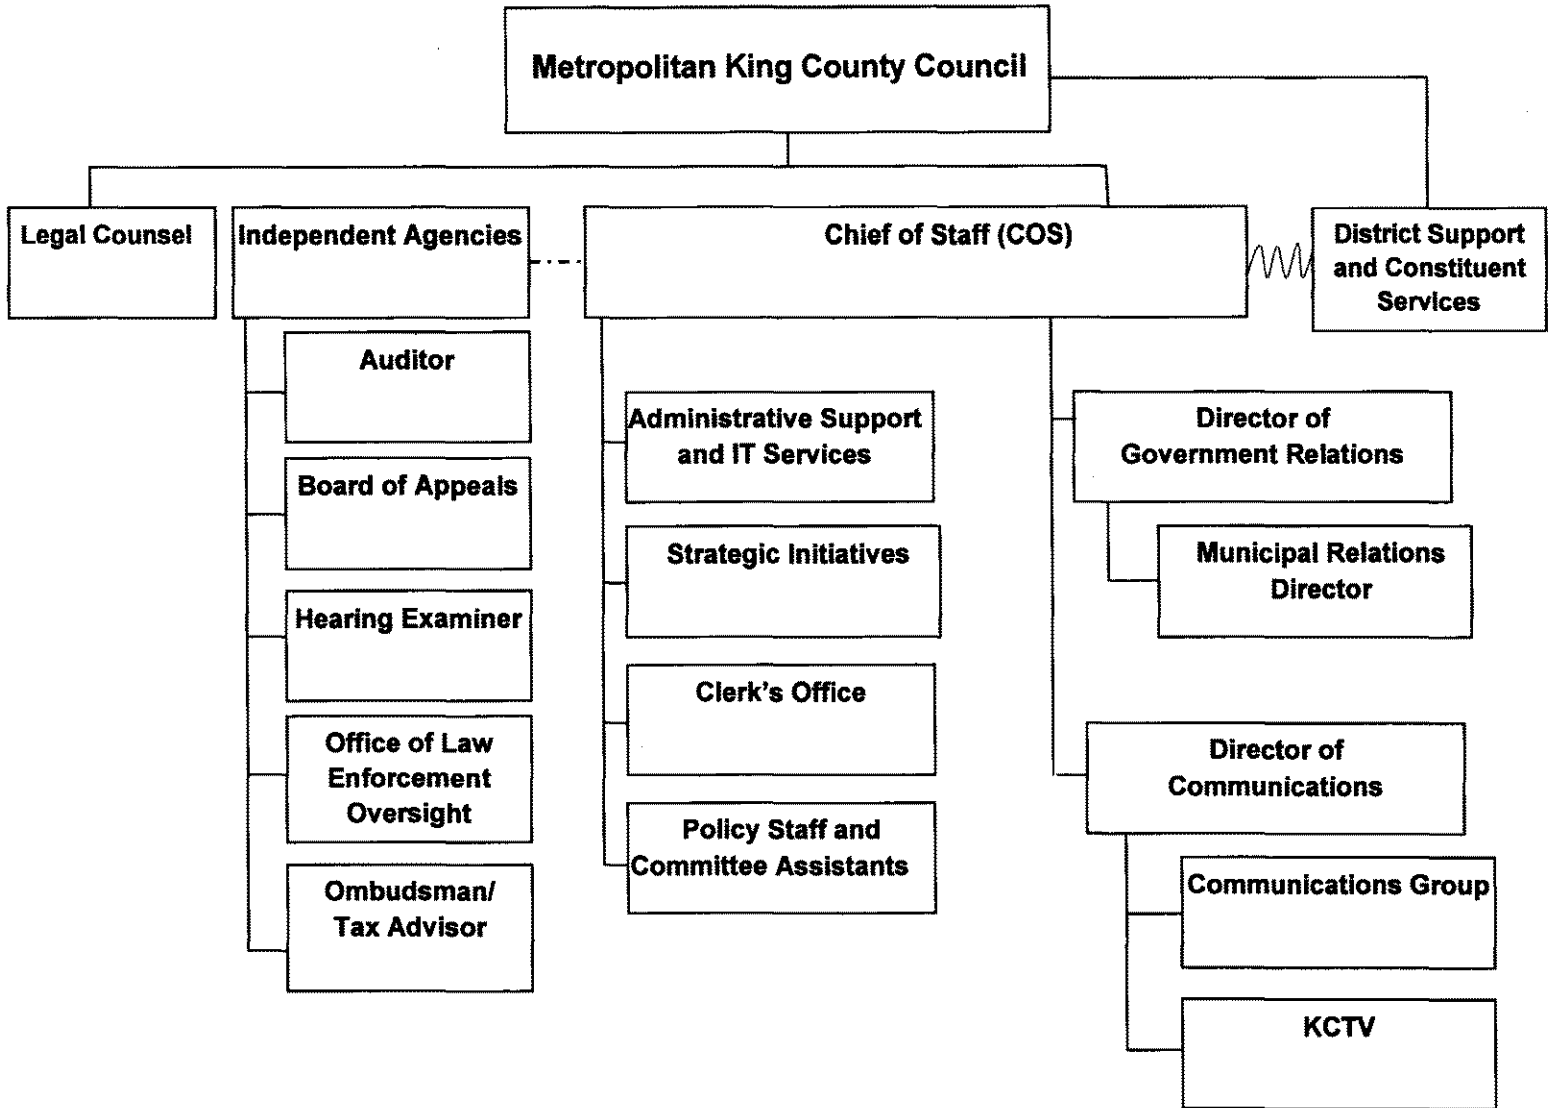 Metropolitan King County Council
Legal Counsel
Independent Agencies
Chief of Staff (COS)
District Support
and Constituent
Services
Auditor
Board of Appeals
Hearing Examiner
Office of Law
Enforcement
Oversight
Ombudsman/
Tax Advisor
Administrative Support
and IT Services
Strategic Initiatives
Clerk's Office
Policy Staff and
Committee Assistants
Director of
Government Relations
Municipal Relations
Director
Director of
Communications
Communications Group
KCTV